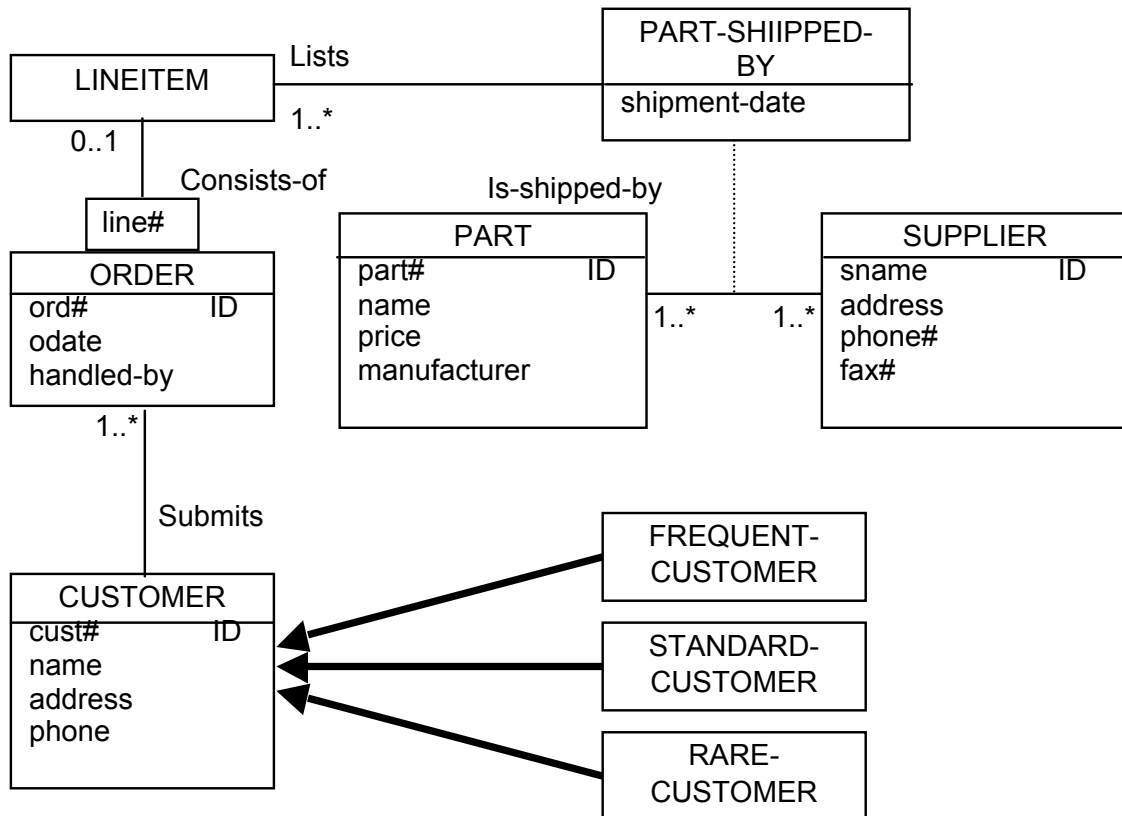 LINEITEM
Lists
1..*
PART-SHIIPPED-
BY
shipment-date
0..1
Consists-of
line#
ORDER
ord# ID
odate
handled-by
1..*
Is-shipped-by
PART
part# ID
name
price
manufacturer
1..*
1..*
SUPPLIER
sname ID
address
phone#
fax#
Submits
CUSTOMER
cust# ID
name
address
phone
FREQUENT-
CUSTOMER
STANDARD-
CUSTOMER
RARE-
CUSTOMER